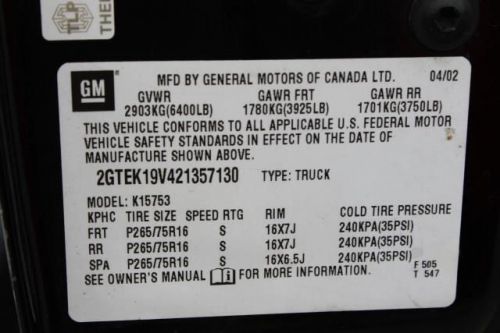 TLP
THE
GM
MFD BY GENERAL MOTORS OF CANADA LTD. 04/02
GVWR GAWR FRT GAWR RR
2903KG(6400LB) 1780KG(3925LB) 1701KG(3750LB)
THIS VEHICLE CONFORMS TO ALL APPLICABLE U.S. FEDERAL MOTOR
VEHICLE SAFETY STANDARDS IN EFFECT ON THE DATE OF
MANUFACTURE SHOWN ABOVE.
2GTEK19V421357130 TYPE: TRUCK
MODEL: K15753
KPHC TIRE SIZE SPEED RTG RIM COLD TIRE PRESSURE
FRT P265/75R16 S 16X7J 240KPA(35PSI)
RR P265/75R16 S 16X7J 240KPA(35PSI)
SPA P265/75R16 S 16X6.5J 240KPA(35PSI)
SEE OWNER'S MANUAL FOR MORE INFORMATION. F 505
T 547